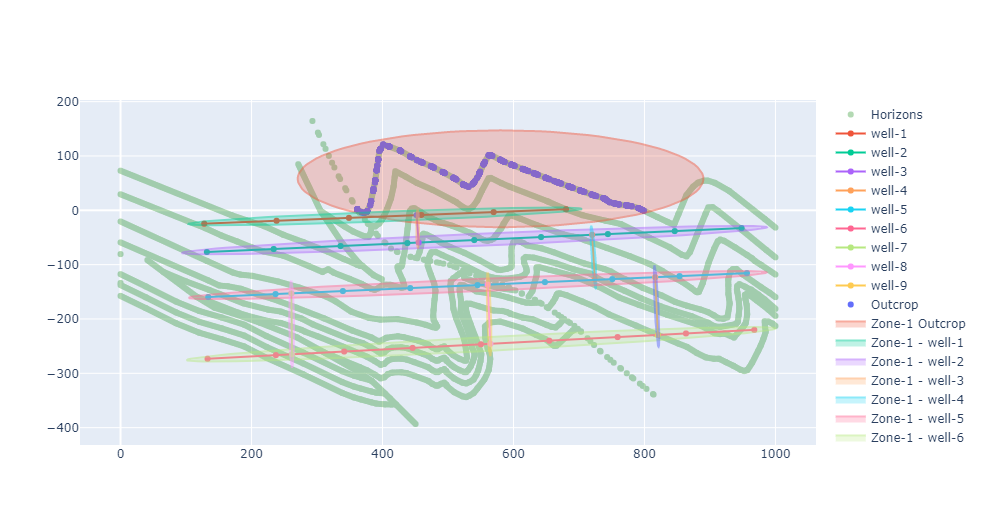 200
100
0
−100
−200
−300
−400
0
200
400
600
800
1000
Horizons
well-1
well-2
well-3
well-4
well-5
well-6
well-7
well-8
well-9
Outcrop
Zone-1 Outcrop
Zone-1 - well-1
Zone-1 - well-2
Zone-1 - well-3
Zone-1 - well-4
Zone-1 - well-5
Zone-1 - well-6